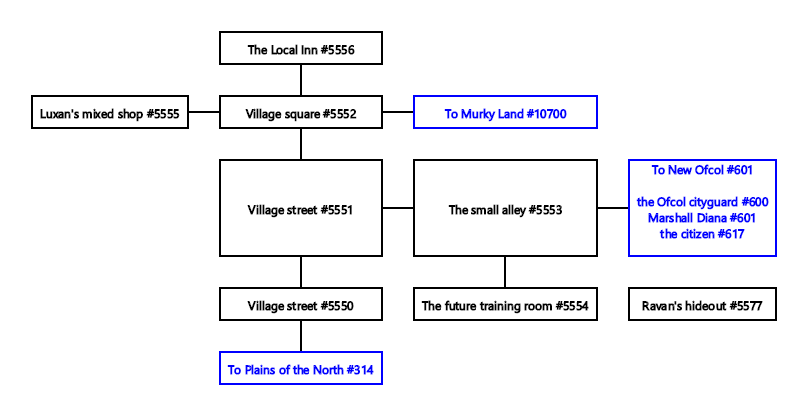 The Local Inn #5556
Luxan's mixed shop #5555
Village square #5552
To Murky Land #10700
Village street #5551
The small alley #5553
To New Ofcol #601
the Ofcol cityguard #600
Marshall Diana #601
the citizen #617
Village street #5550
The future training room #5554
Ravan's hideout #5577
To Plains of the North #314